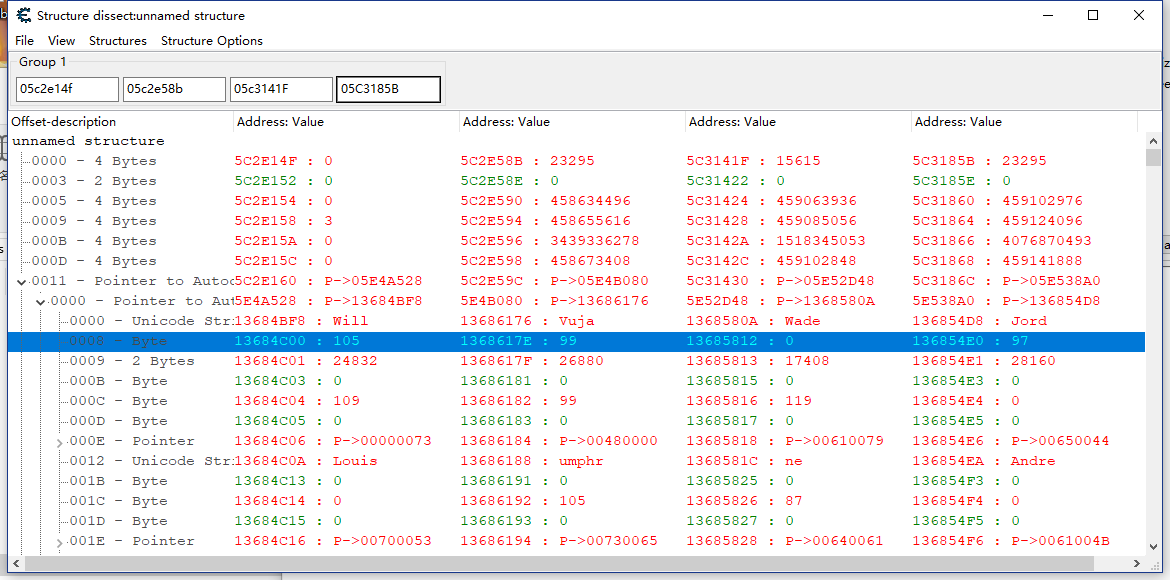 Structure dissect:unnamed structure
File View Structures Structure Options
Group 1
05c2e14f 05c2e58b 05c3141F 05C3185B
Offset-description Address: Value Address: Value Address: Value Address: Value
unnamed structure
0000 - 4 Bytes 5C2E14F : 0 5C2E58B : 23295 5C3141F : 15615 5C3185B : 23295
0003 - 2 Bytes 5C2E152 : 0 5C2E58E : 0 5C31422 : 0 5C3185E : 0
0005 - 4 Bytes 5C2E154 : 0 5C2E590 : 458634496 5C31424 : 459063936 5C31860 : 459102976
0009 - 4 Bytes 5C2E158 : 3 5C2E594 : 458655616 5C31428 : 459085056 5C31864 : 459124096
000B - 4 Bytes 5C2E15A : 0 5C2E596 : 3439336278 5C3142A : 1518345053 5C31866 : 4076870493
000D - 4 Bytes 5C2E15C : 0 5C2E598 : 458673408 5C3142C : 459102848 5C31868 : 459141888
0011 - Pointer to Autoc 5C2E160 : P->05E4A528 5C2E59C : P->05E4B080 5C31430 : P->05E52D48 5C3186C : P->05E538A0
0000 - Pointer to Aut 5E4A528 : P->13684BF8 5E4B080 : P->13686176 5E52D48 : P->1368580A 5E538A0 : P->136854D8
0000 - Unicode Stri 13684BF8 : Will 13686176 : Vuja 1368580A : Wade 136854D8 : Jord
0008 - Byte 13684C00 : 105 1368617E : 99 13685812 : 0 136854E0 : 97
0009 - 2 Bytes 13684C01 : 24832 1368617F : 26880 13685813 : 17408 136854E1 : 28160
000B - Byte 13684C03 : 0 13686181 : 0 13685815 : 0 136854E3 : 0
000C - Byte 13684C04 : 109 13686182 : 99 13685816 : 119 136854E4 : 0
000D - Byte 13684C05 : 0 13686183 : 0 13685817 : 0 136854E5 : 0
000E - Pointer 13684C06 : P->00000073 13686184 : P->00480000 13685818 : P->00610079 136854E6 : P->00650044
0012 - Unicode Stri 13684C0A : Louis 13686188 : umphr 1368581C : ne 136854EA : Andre
001B - Byte 13684C13 : 0 13686191 : 0 13685825 : 0 136854F3 : 0
001C - Byte 13684C14 : 0 13686192 : 105 13685826 : 87 136854F4 : 0
001D - Byte 13684C15 : 0 13686193 : 0 13685827 : 0 136854F5 : 0
001E - Pointer 13684C16 : P->00700053 13686194 : P->00730065 13685828 : P->00640061 136854F6 : P->0061004B